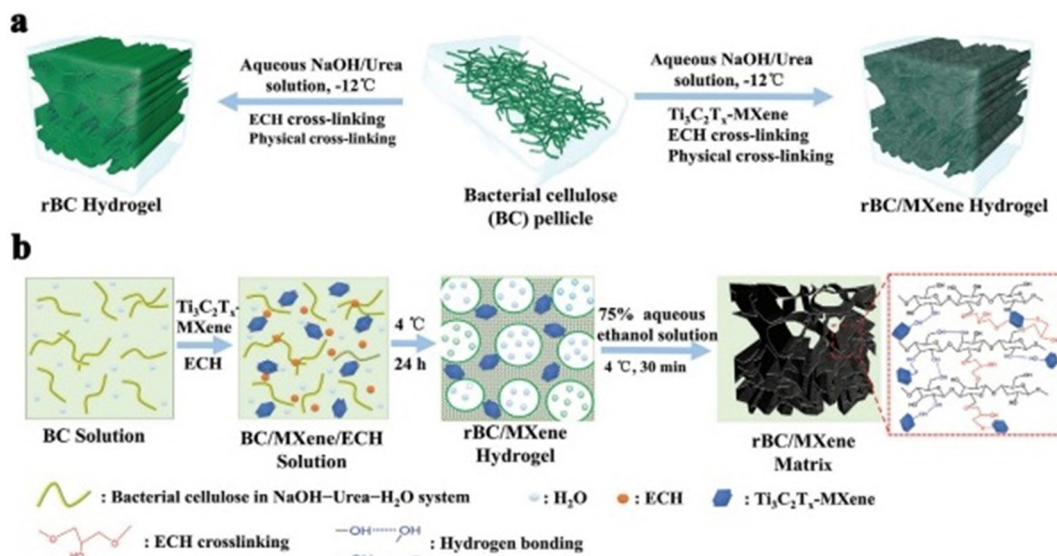 a
Aqueous NaOH/Urea
solution, -12℃
ECH cross-linking
Physical cross-linking
rBC Hydrogel
Bacterial cellulose
(BC) pellicle
Aqueous NaOH/Urea
solution, -12℃
Ti₃C₂Tₓ-MXene
ECH cross-linking
Physical cross-linking
rBC/MXene Hydrogel
b
BC Solution
Ti₃C₂Tₓ-
MXene
ECH
BC/MXene/ECH
Solution
4 ℃
24 h
rBC/MXene
Hydrogel
75% aqueous
ethanol solution
4 ℃, 30 min
rBC/MXene
Matrix
: Bacterial cellulose in NaOH−Urea−H₂O system
: H₂O
: ECH
: Ti₃C₂Tₓ-MXene
: ECH crosslinking
: Hydrogen bonding